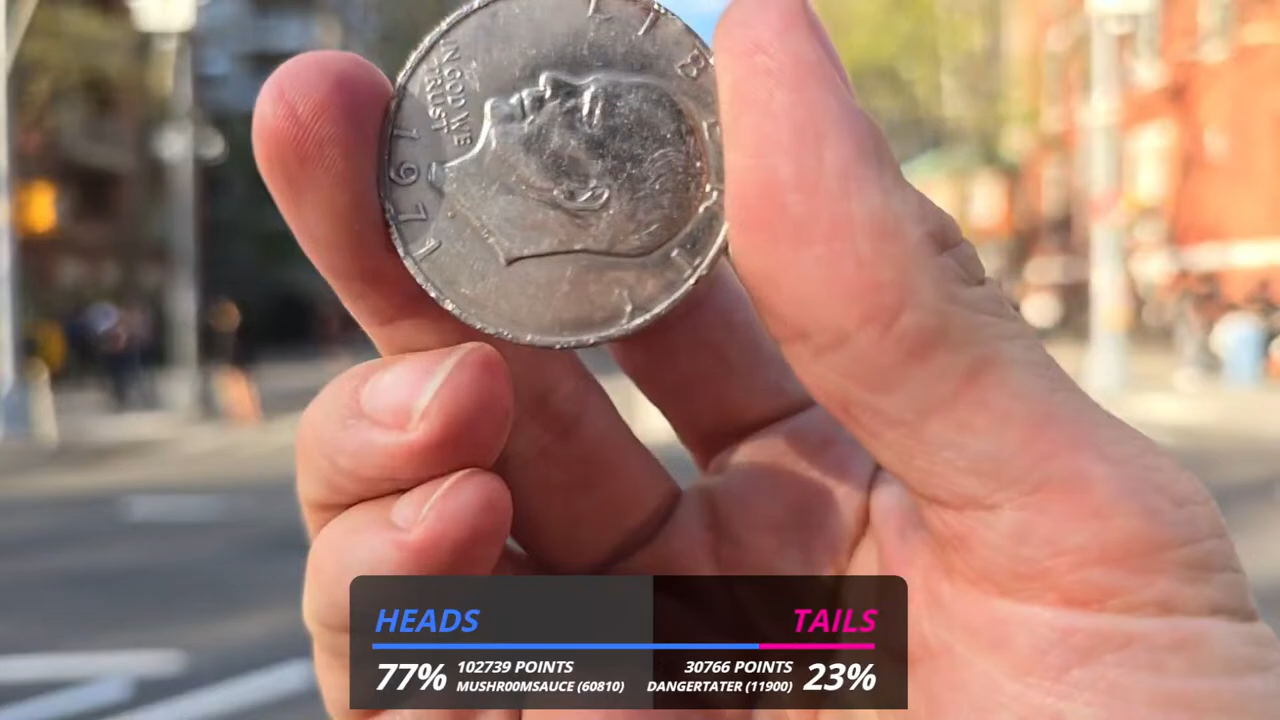 IN GOD WE
TRUST
1971
HEADS
TAILS
77%
102739 POINTS
MUSHR00MSAUCE (60810)
30766 POINTS
DANGERTATER (11900)
23%